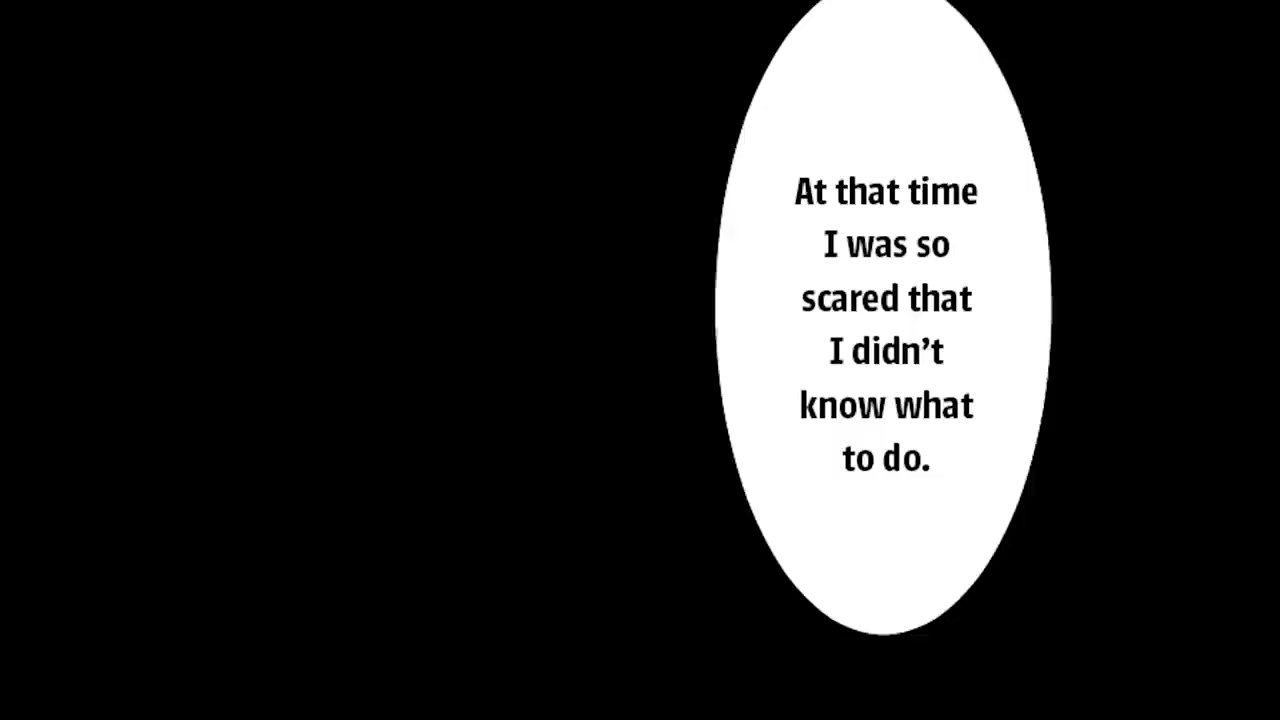 At that time
I was so
scared that
I didn’t
know what
to do.